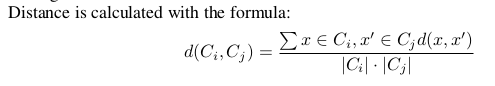 Distance is calculated with the formula:
d(C_i, C_j) = \frac{\sum x \in C_i, x' \in C_j d(x, x')}{|C_i| \cdot |C_j|}